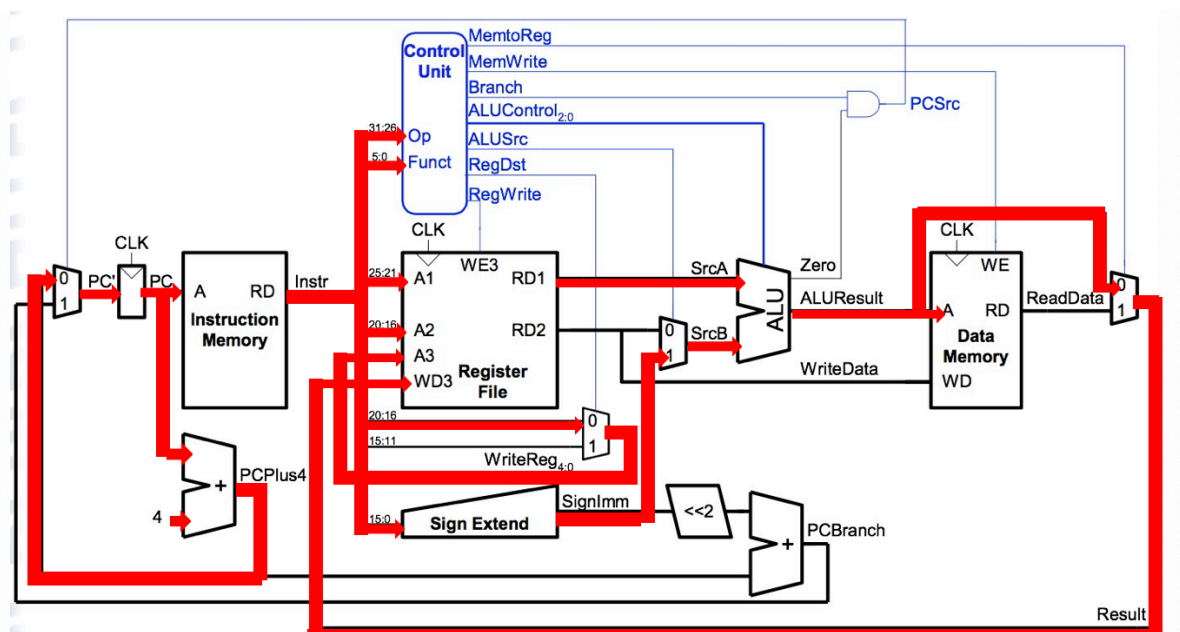 MemtoReg
Control
Unit
MemWrite
Branch
PCSrc
ALUControl2:0
31:26
Op
ALUSrc
5:0
Funct
RegDst
RegWrite
CLK
CLK
CLK
0
1
PC'
PC
A
RD
Instruction
Memory
Instr
25:21
A1
WE3
RD1
SrcA
Zero
WE
0
1
20:16
A2
RD2
0
1
SrcB
ALU
ALUResult
A
RD
ReadData
A3
Data
Memory
WD3
Register
File
WriteData
WD
20:16
0
15:11
1
WriteReg4:0
PCPlus4
+
4
15:0
Sign Extend
SignImm
<<2
+
PCBranch
Result